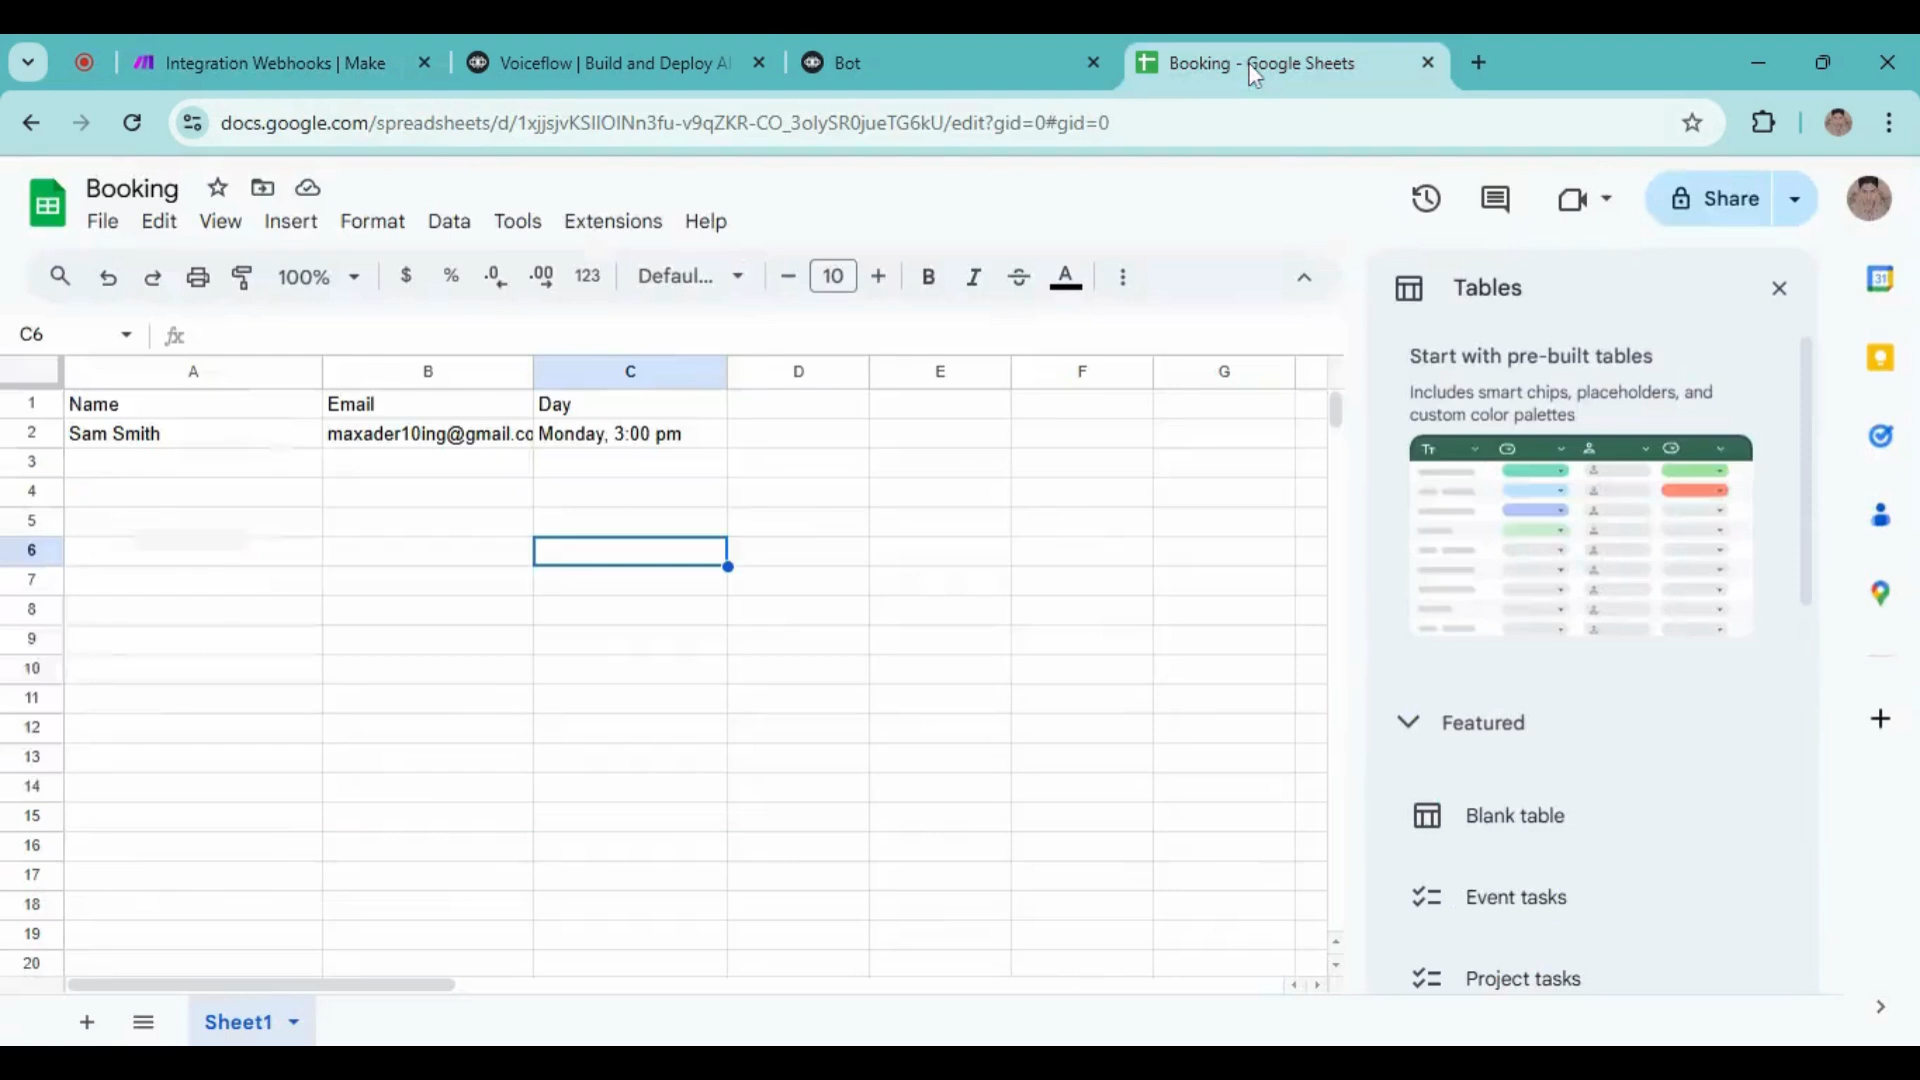 Integration Webhooks | Make
Voiceflow | Build and Deploy AI
Bot
Booking - Google Sheets
docs.google.com/spreadsheets/d/1xjjsjvKSIlOINn3fu-v9qZKR-CO_3olySR0jueTG6kU/edit?gid=0#gid=0
Booking
File Edit View Insert Format Data Tools Extensions Help
Share
100% $ % .0 .00 123 Defaul... 10 B I S A
Tables
C6 fx
Start with pre-built tables
Includes smart chips, placeholders, and
custom color palettes
A B C D E F G
1 Name Email Day
2 Sam Smith maxader10ing@gmail.co Monday, 3:00 pm
3
4
5
6
7
8
9
10
11
12
13
14
15
16
17
18
19
20
Tт
31
Featured
Blank table
Event tasks
Project tasks
Sheet1